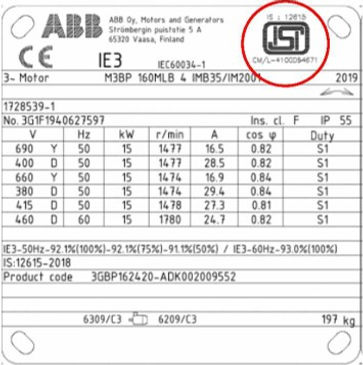 ABB
ABB Oy, Motors and Generators
Strömbergin puistotie 5 A
65320 Vaasa, Finland
IS : 12615
ISI
CM/L-4100084671
CE IE3 IEC60034-1
3~ Motor M3BP 160MLB 4 IMB35/IM2001 2019
1728539-1
No. 3G1F1940627597 Ins. cl. F IP 55
V Hz kW r/min A cos φ Duty
690 Y 50 15 1477 16.5 0.82 S1
400 D 50 15 1477 28.5 0.82 S1
660 Y 50 15 1474 16.9 0.84 S1
380 D 50 15 1474 29.4 0.84 S1
415 D 50 15 1478 27.3 0.81 S1
460 D 60 15 1780 24.7 0.82 S1
IE3-50Hz-92.1%(100%)-92.1%(75%)-91.1%(50%) / IE3-60Hz-93.0%(100%)
IS:12615-2018
Product code 3GBP162420-ADK002009552
6309/C3 6209/C3 197 kg